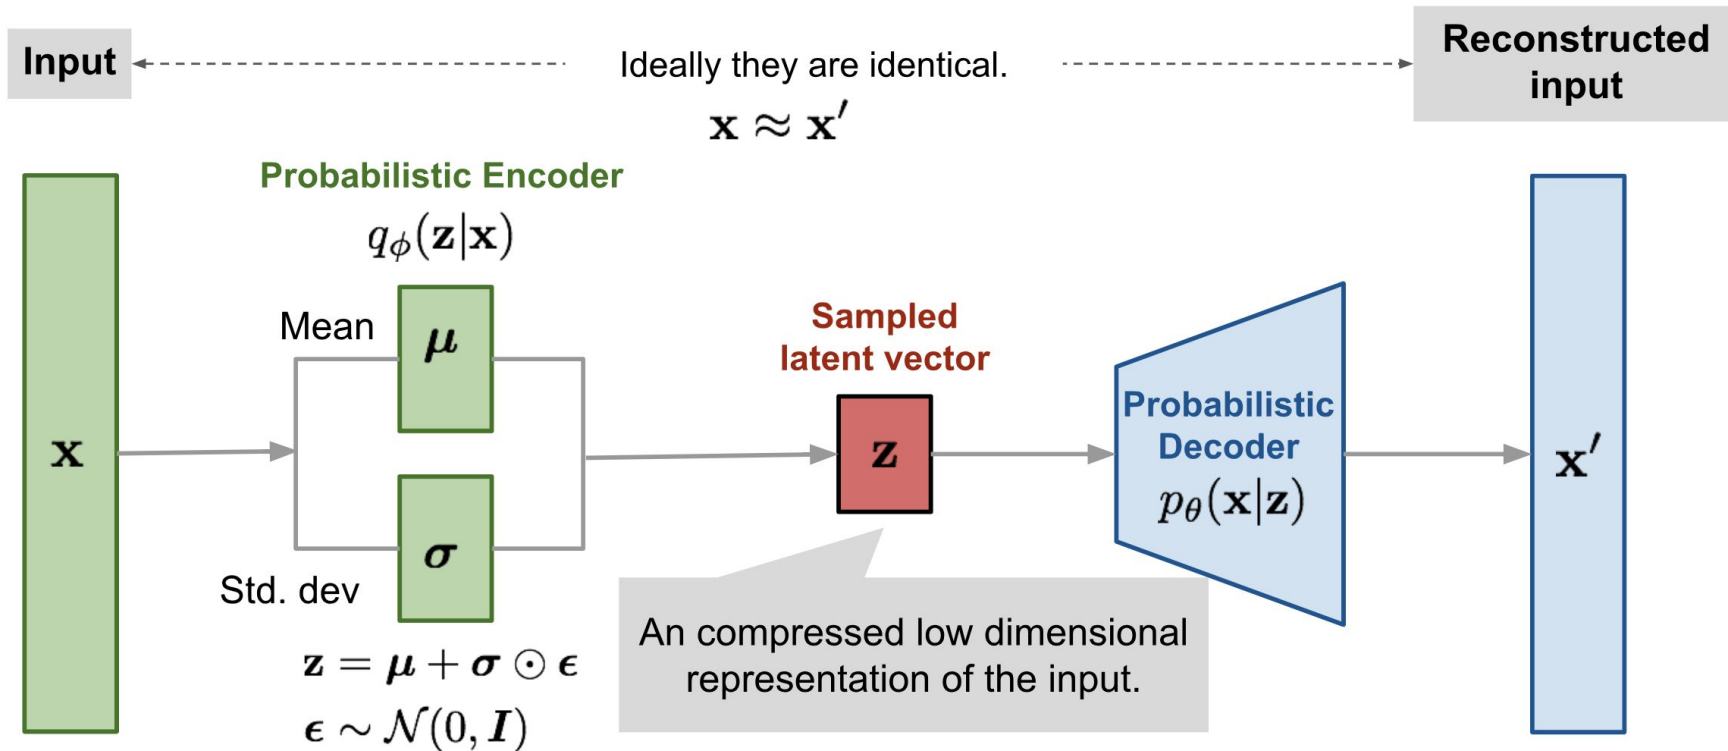 Input
Ideally they are identical.
x ≈ x′
Reconstructed
input
Probabilistic Encoder
qϕ(z|x)
Mean
μ
Std. dev
σ
z = μ + σ ⊙ ϵ
ϵ ∼ 𝒩(0, I)
x
Sampled
latent vector
z
An compressed low dimensional
representation of the input.
Probabilistic
Decoder
pθ(x|z)
x′